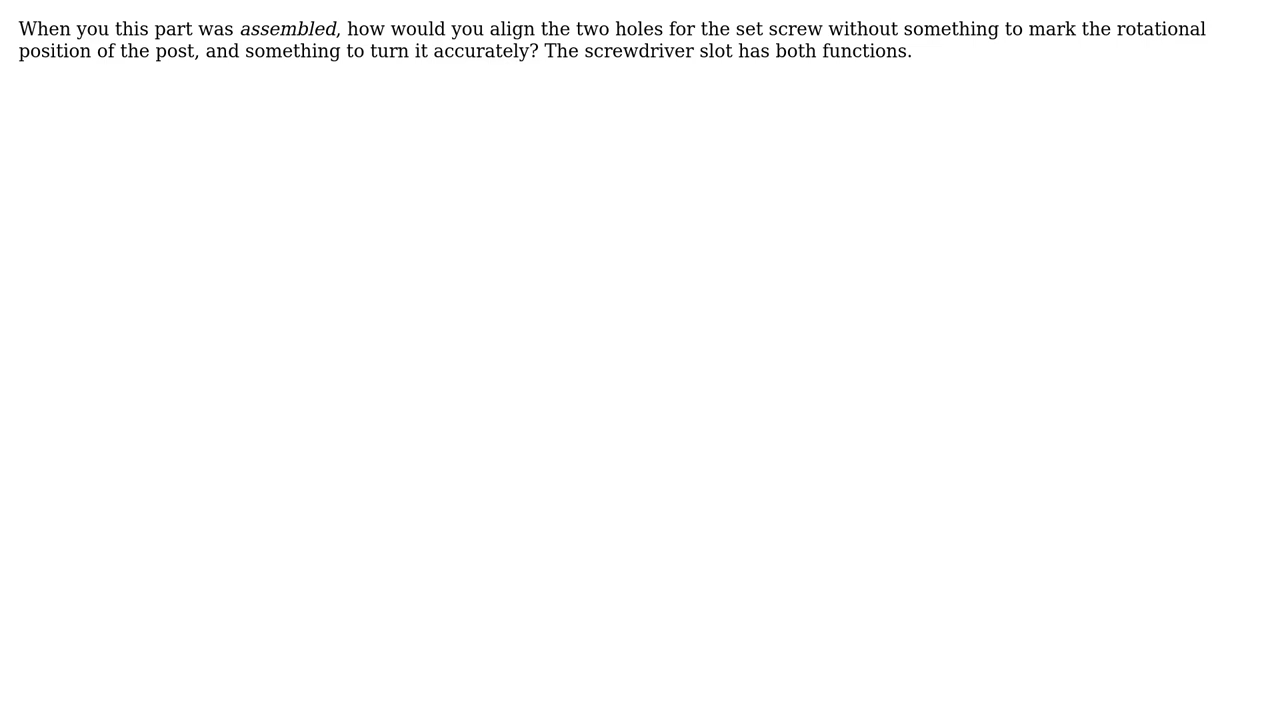 When you this part was assembled, how would you align the two holes for the set screw without something to mark the rotational
position of the post, and something to turn it accurately? The screwdriver slot has both functions.